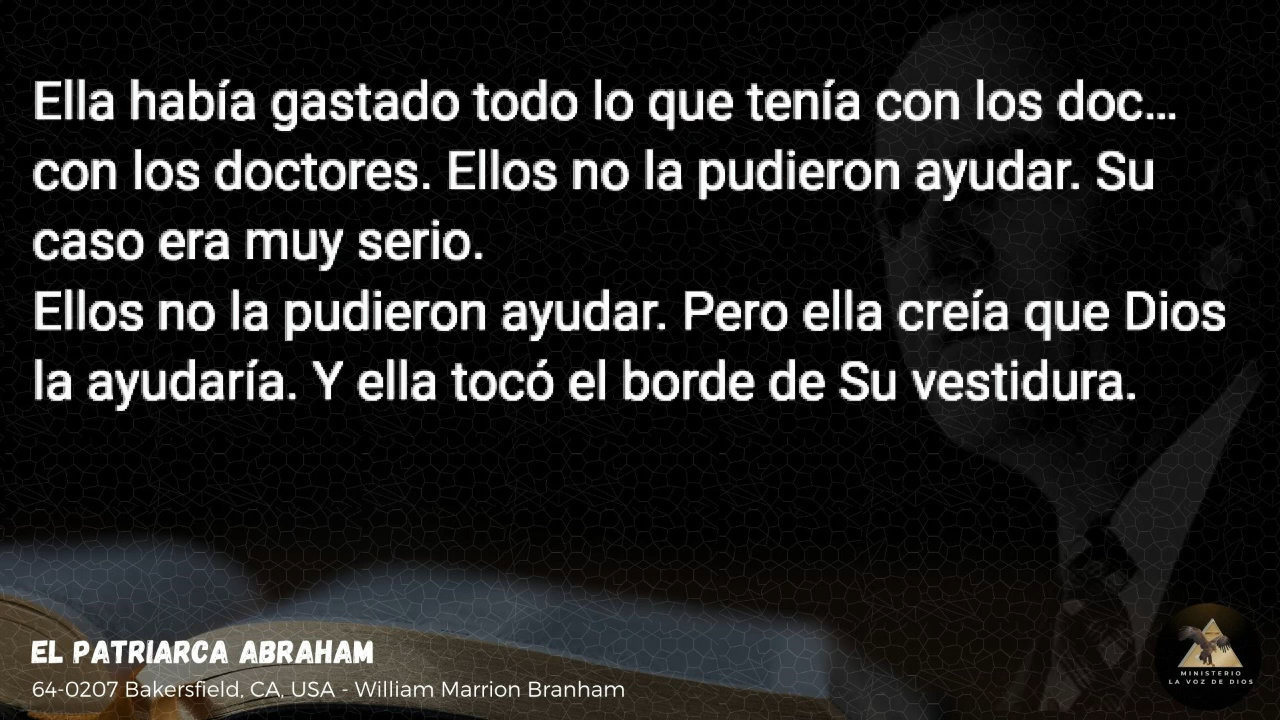 Ella había gastado todo lo que tenía con los doc...
con los doctores. Ellos no la pudieron ayudar. Su
caso era muy serio.
Ellos no la pudieron ayudar. Pero ella creía que Dios
la ayudaría. Y ella tocó el borde de Su vestidura.
EL PATRIARCA ABRAHAM
64-0207 Bakersfield, CA, USA - William Marrion Branham
MINISTERIO
LA VOZ DE DIOS